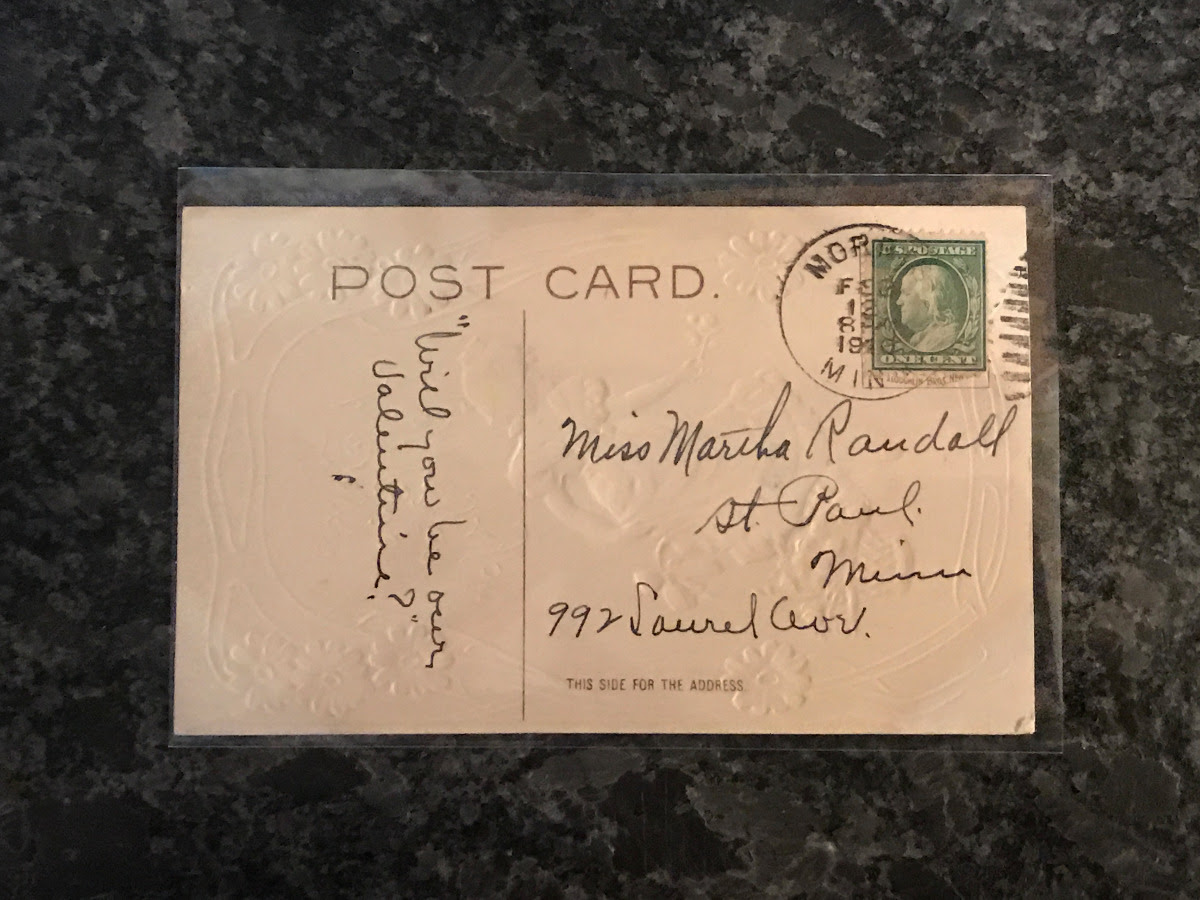 POST CARD.
"Will you be our
Valentine?"
U.S. POSTAGE
ONE CENT
MIN
Miss Martha Randall
St. Paul.
Minn
992 Laurel Ave.
THIS SIDE FOR THE ADDRESS.